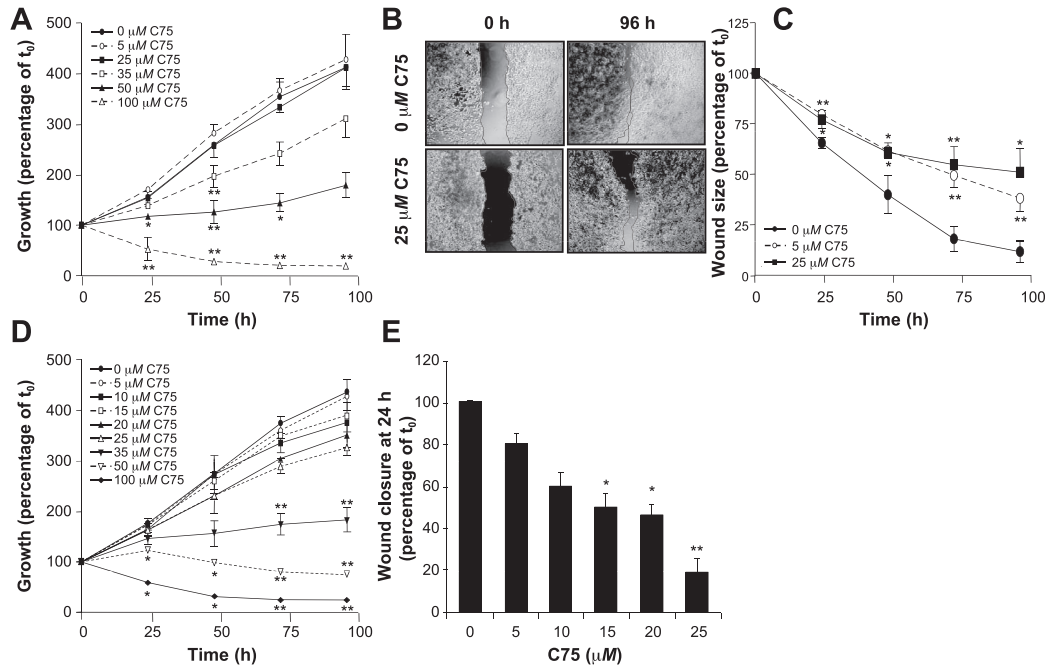 A
Growth (percentage of t0)
500
400
300
200
100
0
0 μM C75
5 μM C75
25 μM C75
35 μM C75
50 μM C75
100 μM C75
**
*
**
*
**
**
**
**
0
25
50
75
100
Time (h)
B
0 h
96 h
0 μM C75
25 μM C75
C
Wound size (percentage of t0)
125
100
75
50
25
0
**
*
*
*
**
**
*
**
0 μM C75
5 μM C75
25 μM C75
0
25
50
75
100
Time (h)
D
Growth (percentage of t0)
500
400
300
200
100
0
0 μM C75
5 μM C75
10 μM C75
15 μM C75
20 μM C75
25 μM C75
35 μM C75
50 μM C75
100 μM C75
**
**
*
*
**
**
*
*
**
**
0
25
50
75
100
Time (h)
E
Wound closure at 24 h
(percentage of t0)
120
100
80
60
40
20
0
*
*
**
0
5
10
15
20
25
C75 (μM)